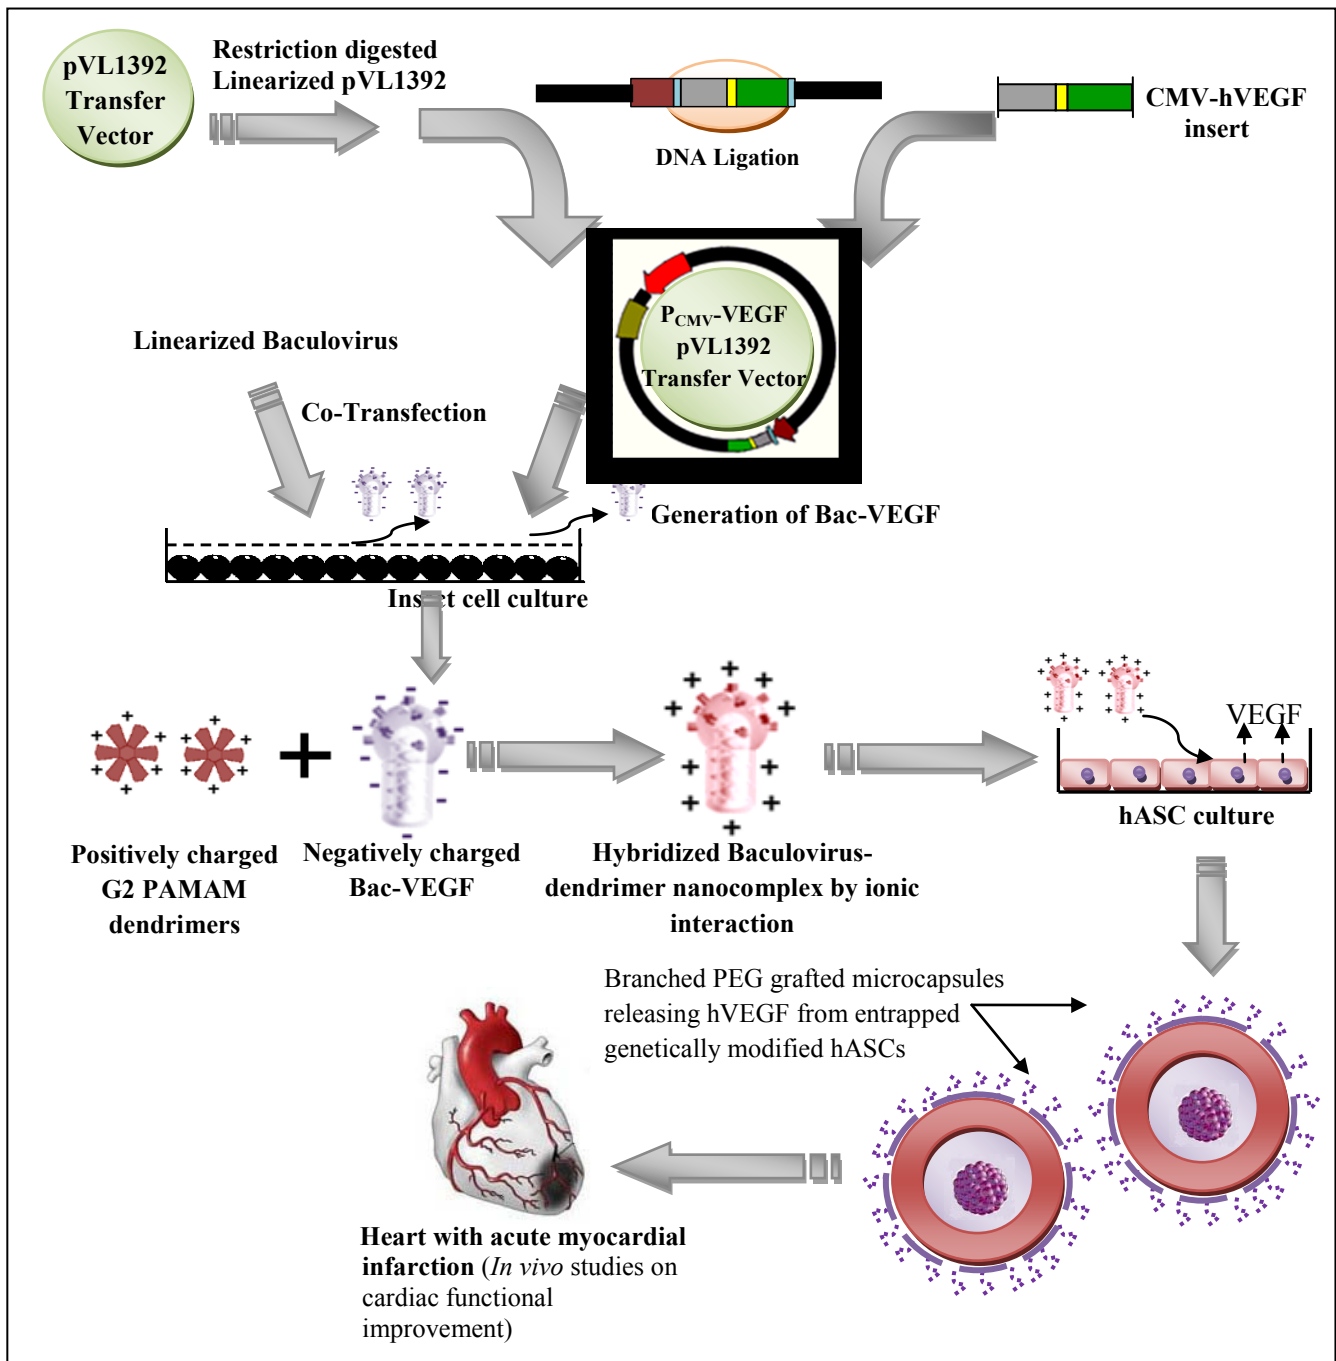 pVL1392
Transfer
Vector
Restriction digested
Linearized pVL1392
DNA Ligation
CMV-hVEGF
insert
PCMV-VEGF
pVL1392
Transfer Vector
Linearized Baculovirus
Co-Transfection
Generation of Bac-VEGF
Insect cell culture
Positively charged
G2 PAMAM
dendrimers
Negatively charged
Bac-VEGF
Hybridized Baculovirus-
dendrimer nanocomplex by ionic
interaction
VEGF
hASC culture
Branched PEG grafted microcapsules
releasing hVEGF from entrapped
genetically modified hASCs
Heart with acute myocardial
infarction (In vivo studies on
cardiac functional
improvement)